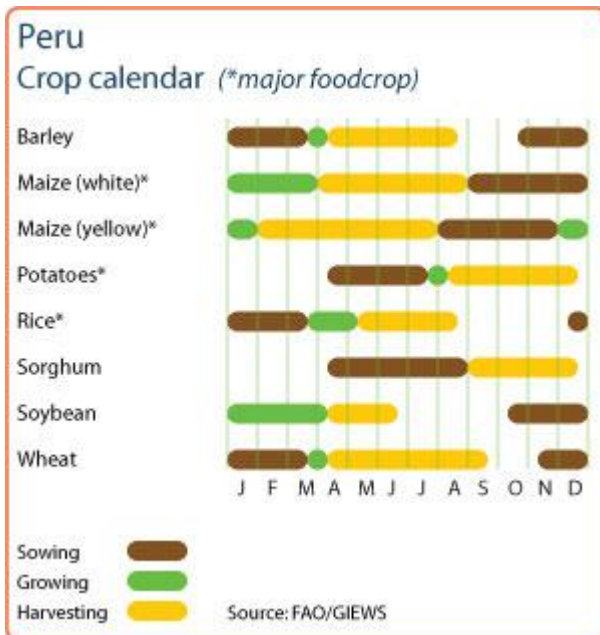 Peru
Crop calendar (*major foodcrop)
Barley
Maize (white)*
Maize (yellow)*
Potatoes*
Rice*
Sorghum
Soybean
Wheat
J F M A M J J A S O N D
Sowing
Growing
Harvesting
Source: FAO/GIEWS